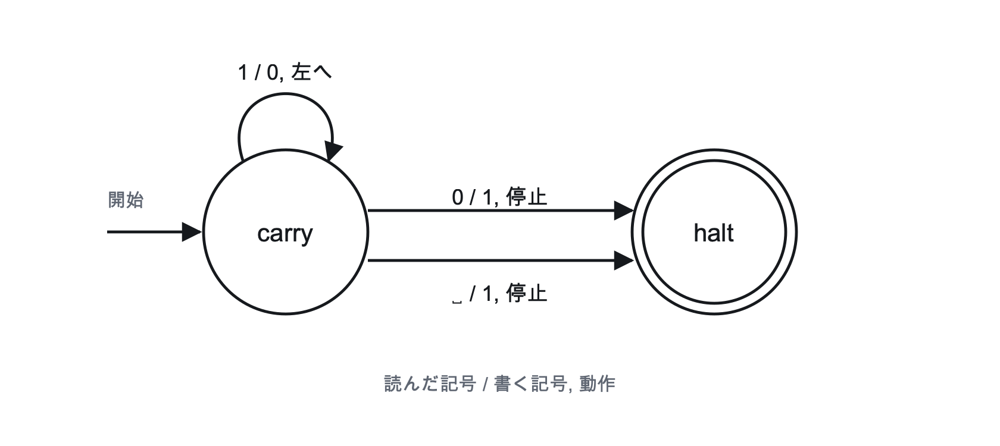 1 / 0, 左へ
開始
carry
0 / 1, 停止
␣ / 1, 停止
halt
読んだ記号 / 書く記号, 動作